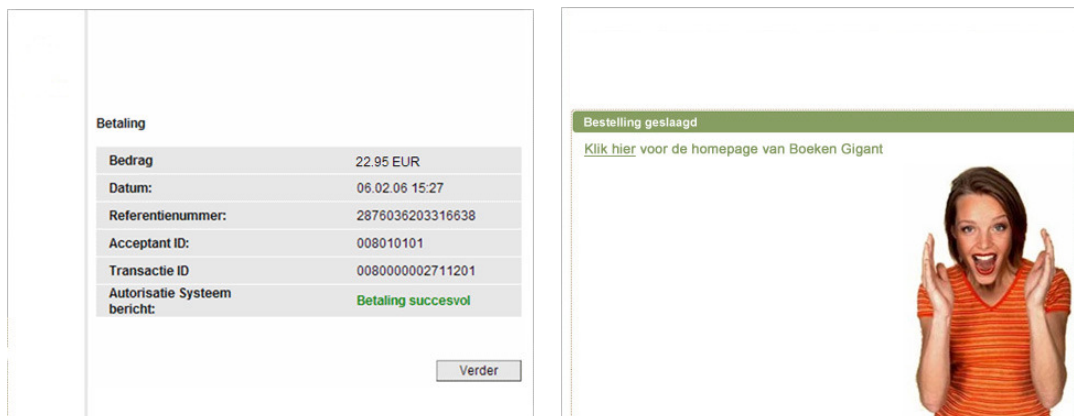 Betaling
Bedrag 22.95 EUR
Datum: 06.02.06 15:27
Referentienummer: 2876036203316638
Acceptant ID: 008010101
Transactie ID 0080000002711201
Autorisatie Systeem
bericht: Betaling succesvol
Verder
Bestelling geslaagd
Klik hier voor de homepage van Boeken Gigant